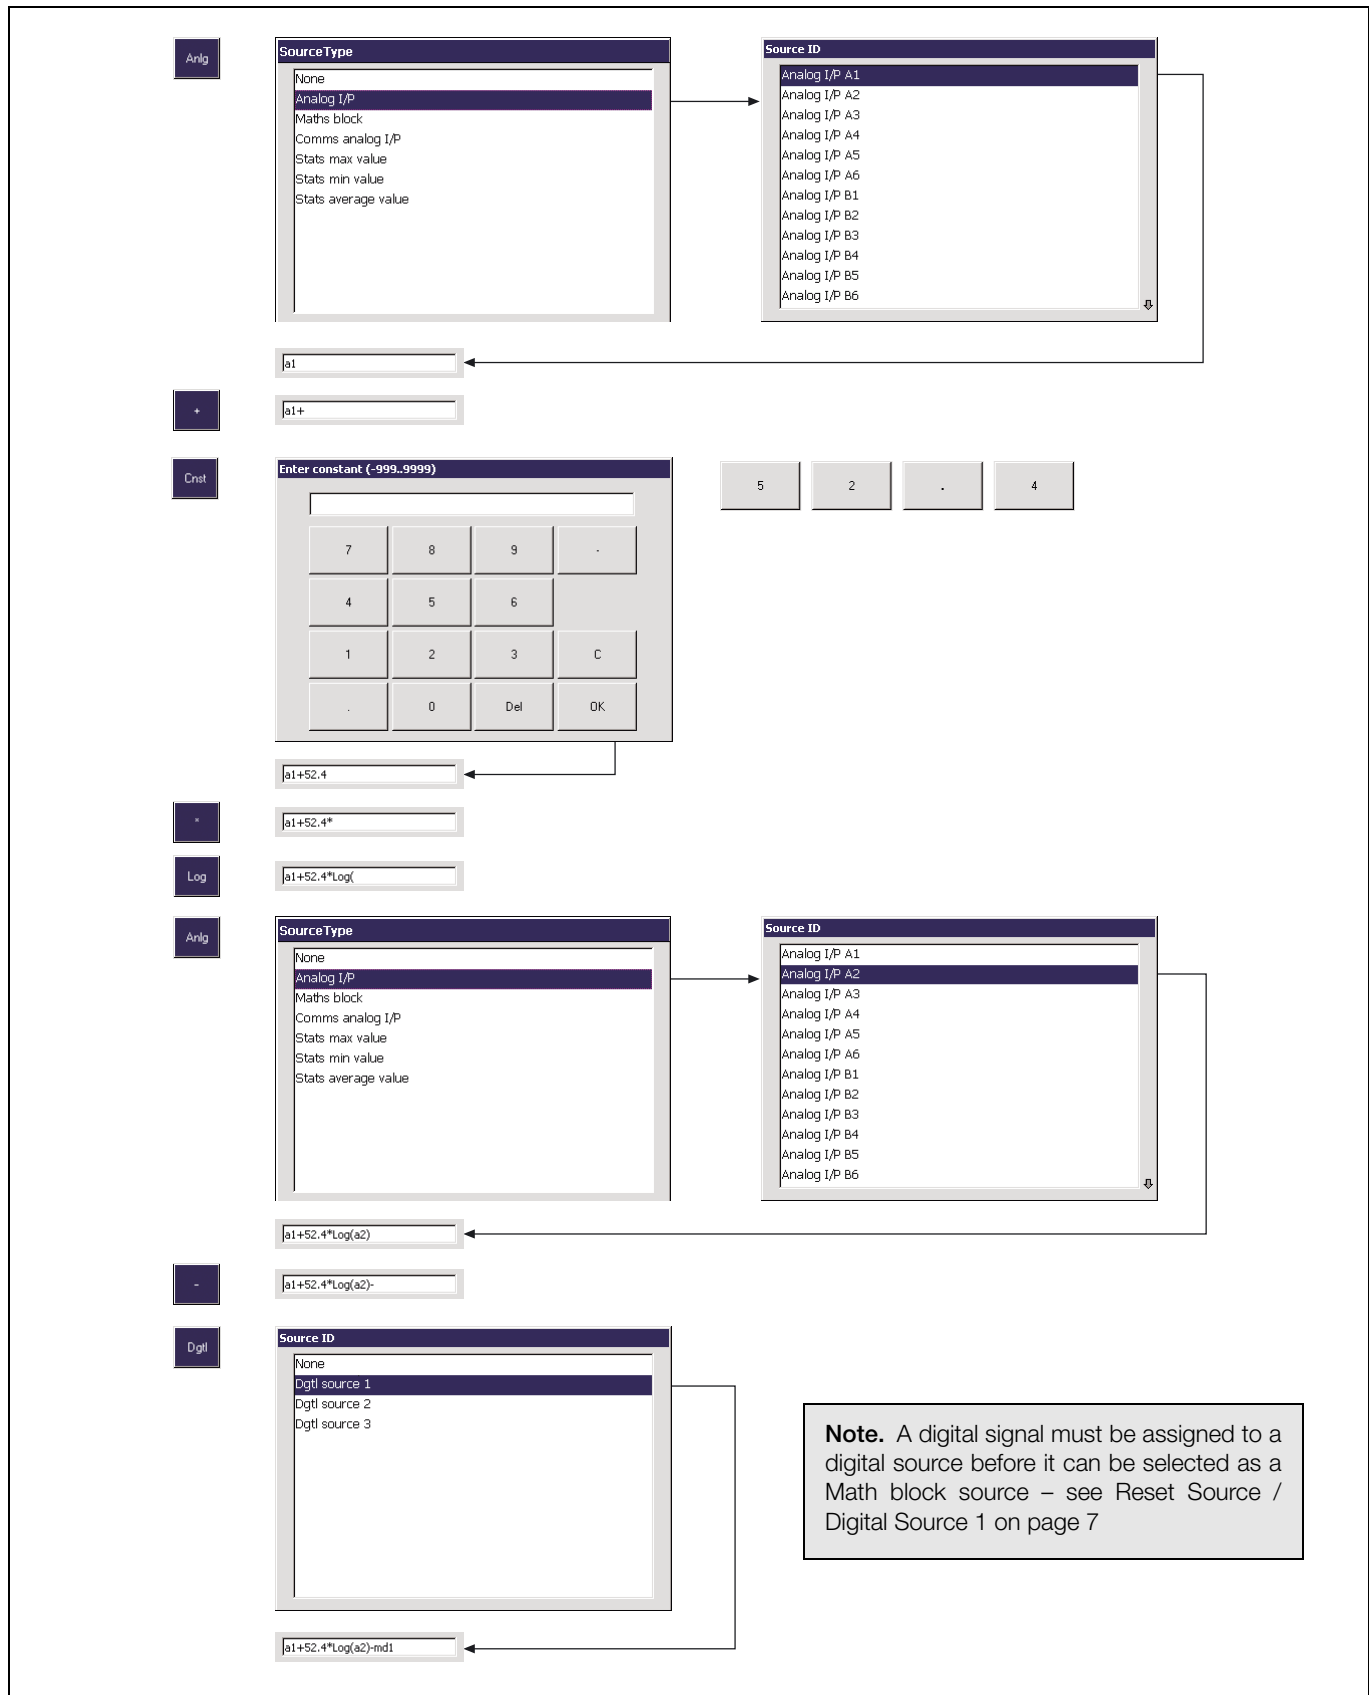 Anlg
SourceType
None
Analog I/P
Maths block
Comms analog I/P
Stats max value
Stats min value
Stats average value
Source ID
Analog I/P A1
Analog I/P A2
Analog I/P A3
Analog I/P A4
Analog I/P A5
Analog I/P A6
Analog I/P B1
Analog I/P B2
Analog I/P B3
Analog I/P B4
Analog I/P B5
Analog I/P B6
a1
+
a1+
Cnst
Enter constant (-999..9999)
7 8 9 -
4 5 6
1 2 3 C
. 0 Del OK
5 2 . 4
a1+52.4
*
a1+52.4*
Log
a1+52.4*Log(
Anlg
SourceType
None
Analog I/P
Maths block
Comms analog I/P
Stats max value
Stats min value
Stats average value
Source ID
Analog I/P A1
Analog I/P A2
Analog I/P A3
Analog I/P A4
Analog I/P A5
Analog I/P A6
Analog I/P B1
Analog I/P B2
Analog I/P B3
Analog I/P B4
Analog I/P B5
Analog I/P B6
a1+52.4*Log(a2)
-
a1+52.4*Log(a2)-
Dgtl
Source ID
None
Dgtl source 1
Dgtl source 2
Dgtl source 3
Note. A digital signal must be assigned to a
digital source before it can be selected as a
Math block source – see Reset Source /
Digital Source 1 on page 7
a1+52.4*Log(a2)-md1